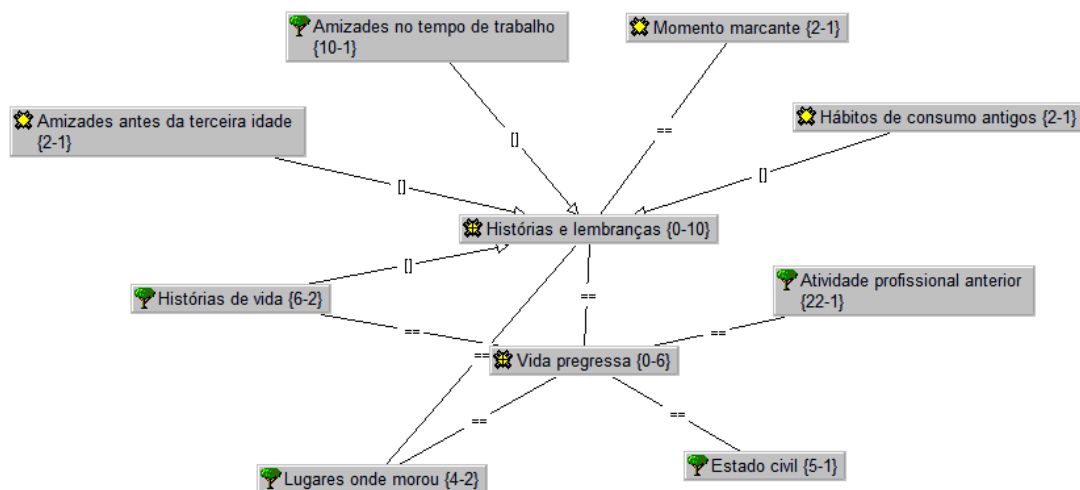 Amizades no tempo de trabalho
{10-1}
Momento marcante {2-1}
Amizades antes da terceira idade
{2-1}
Hábitos de consumo antigos {2-1}
[]
==
[]
[]
Histórias e lembranças {0-10}
[]
Histórias de vida {6-2}
==
Atividade profissional anterior
{22-1}
==
==
==
Vida pregressa {0-6}
==
==
Lugares onde morou {4-2}
Estado civil {5-1}